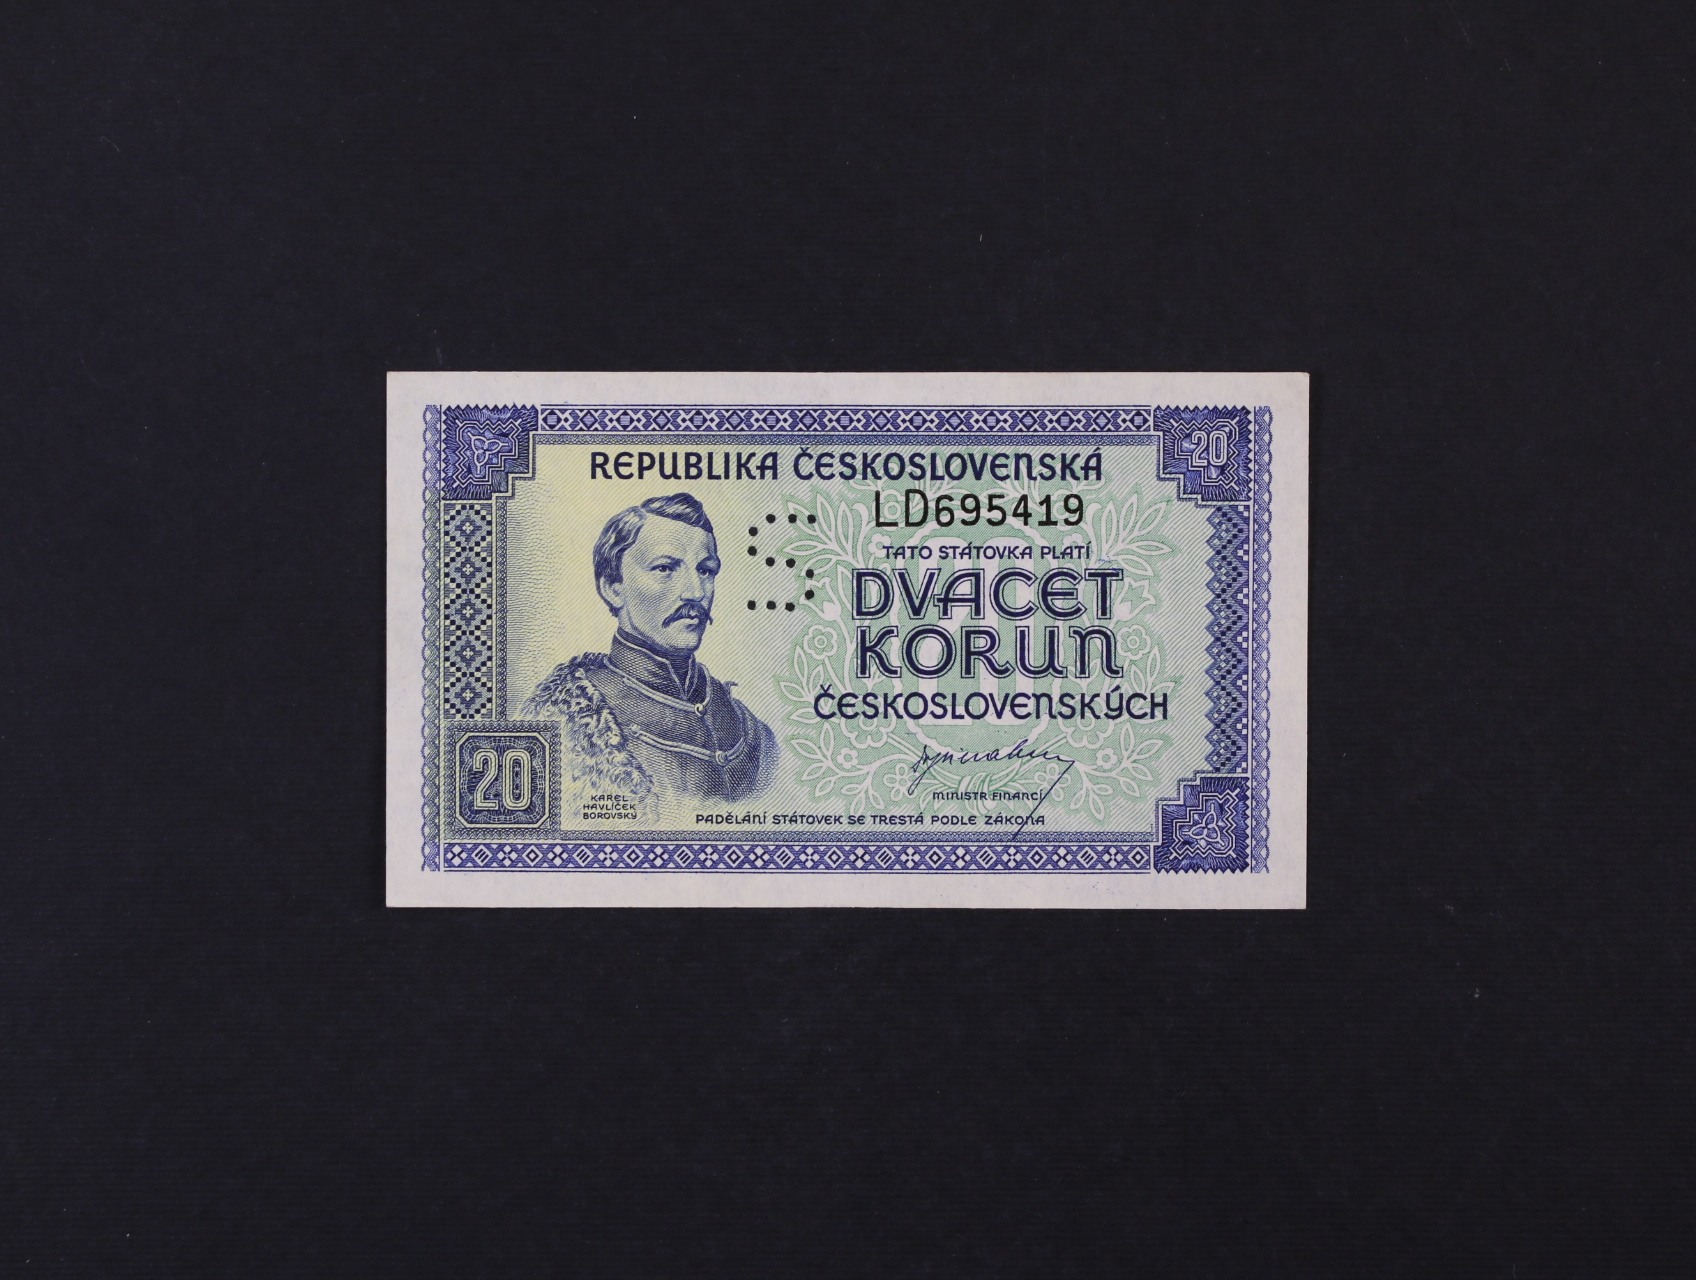 20
REPUBLIKA ČESKOSLOVENSKÁ
LD695419
S
TATO STÁTOVKA PLATÍ
DVACET
KORUN
ČESKOSLOVENSKÝCH
20
KAREL
HAVLÍČEK
BOROVSKÝ
MINISTR FINANCÍ
PADĚLÁNÍ STÁTOVEK SE TRESTÁ PODLE ZÁKONA